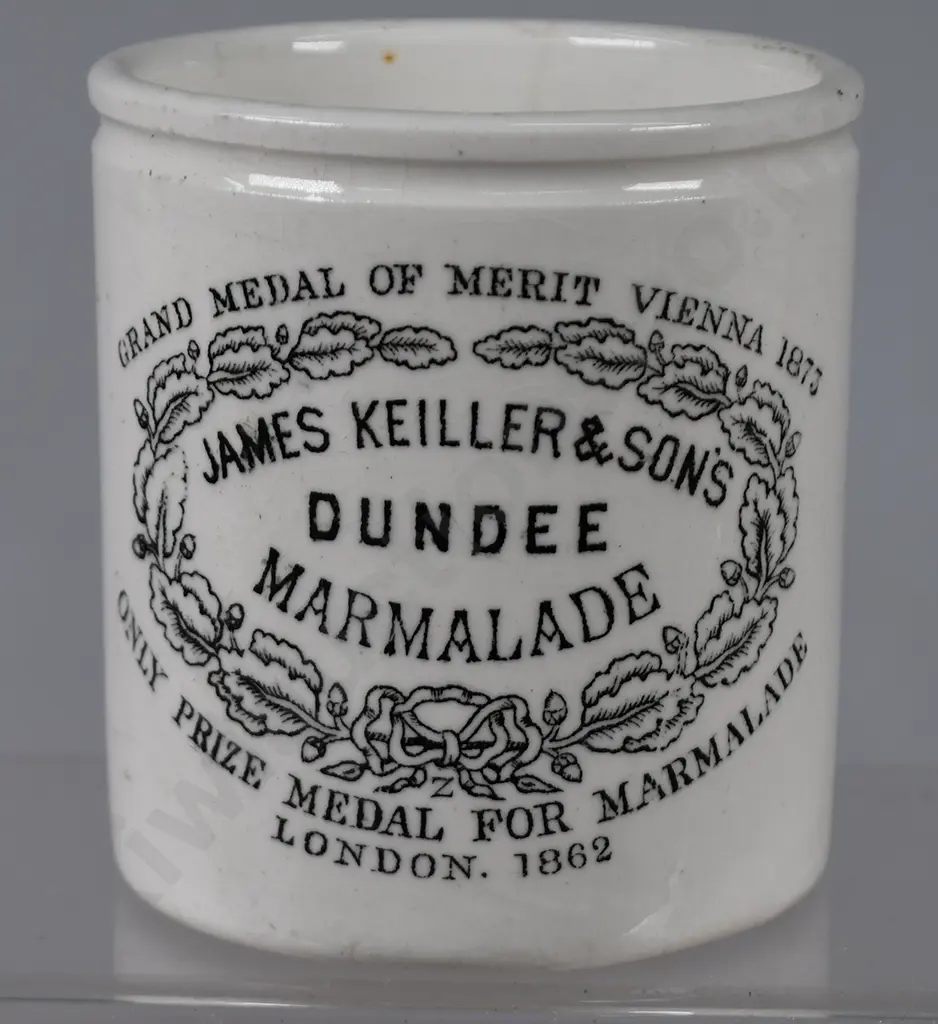 GRAND MEDAL OF MERIT VIENNA 1873
JAMES KEILLER & SON'S
DUNDEE
MARMALADE
Z
ONLY PRIZE MEDAL FOR MARMALADE
LONDON. 1862